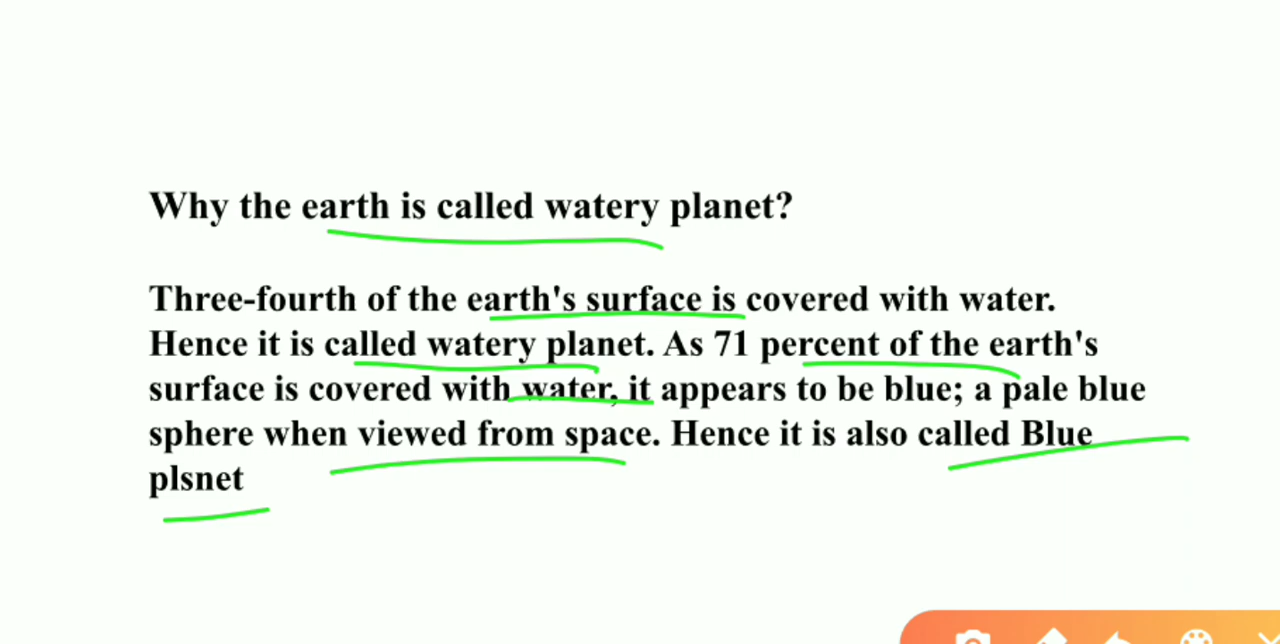 Why the earth is called watery planet?
Three-fourth of the earth's surface is covered with water.
Hence it is called watery planet. As 71 percent of the earth's
surface is covered with water, it appears to be blue; a pale blue
sphere when viewed from space. Hence it is also called Blue
plsnet